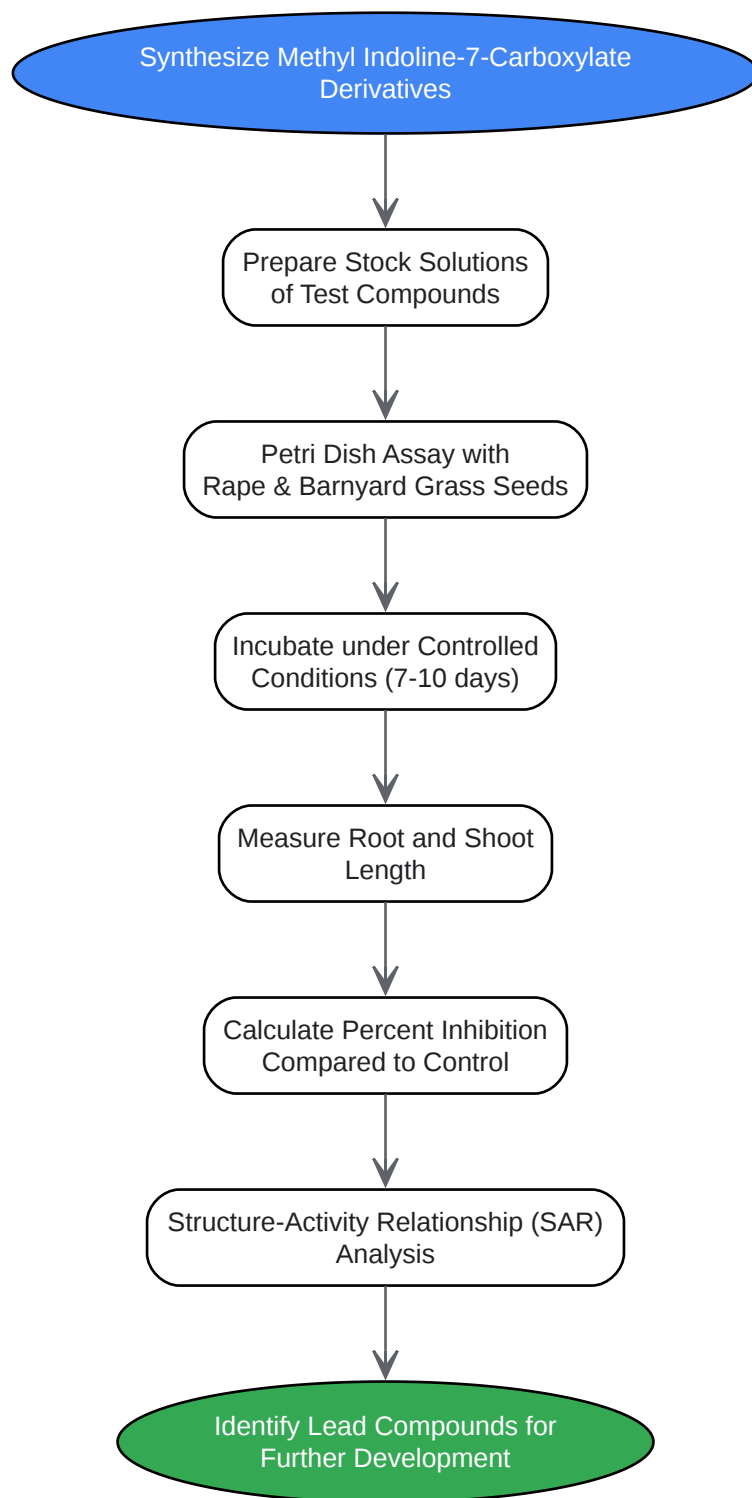 Synthesize Methyl Indoline-7-Carboxylate
Derivatives
Prepare Stock Solutions
of Test Compounds
Petri Dish Assay with
Rape & Barnyard Grass Seeds
Incubate under Controlled
Conditions (7-10 days)
Measure Root and Shoot
Length
Calculate Percent Inhibition
Compared to Control
Structure-Activity Relationship (SAR)
Analysis
Identify Lead Compounds for
Further Development